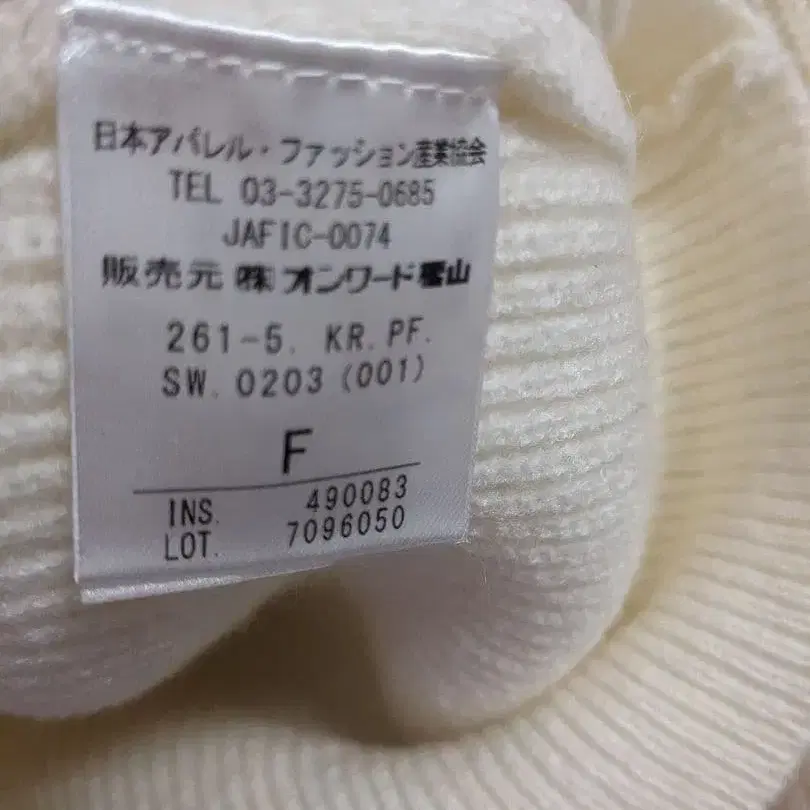 日本アパレル・ファッション産業協会
TEL 03-3275-0685
JAFIC-0074
販売元 ㈱オンワード樫山
261-5. KR. PF.
SW. 0203 (001)
F
INS. 490083
LOT. 7096050